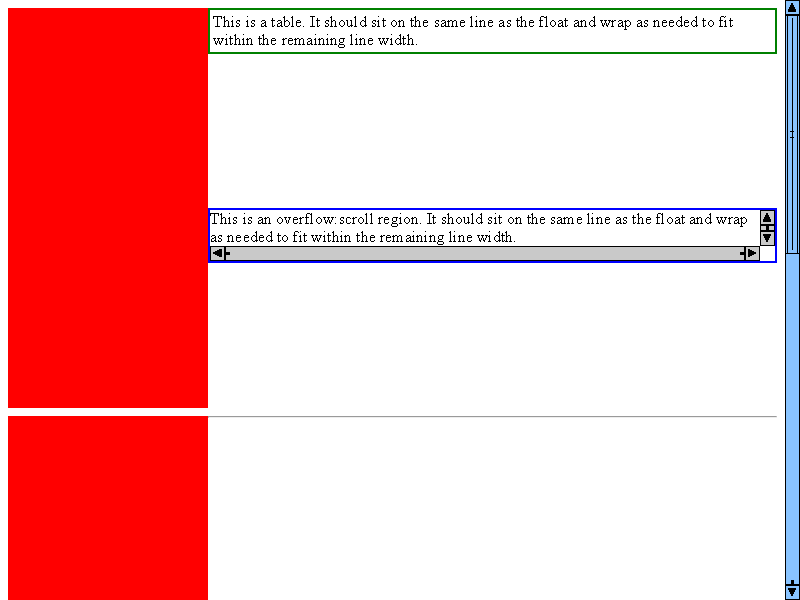 This is a table. It should sit on the same line as the float and wrap as needed to fit
within the remaining line width.
This is an overflow:scroll region. It should sit on the same line as the float and wrap
as needed to fit within the remaining line width.